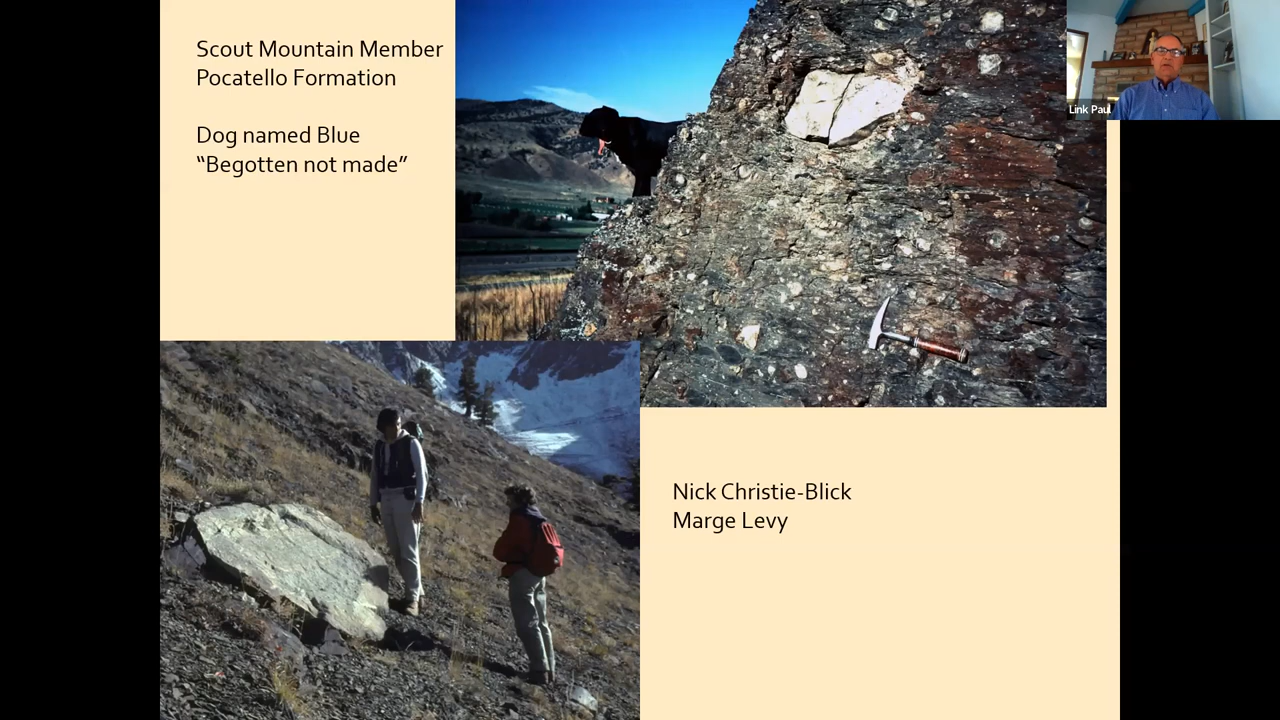 Scout Mountain Member
Pocatello Formation
Dog named Blue
“Begotten not made”
Link Paul
Nick Christie-Blick
Marge Levy